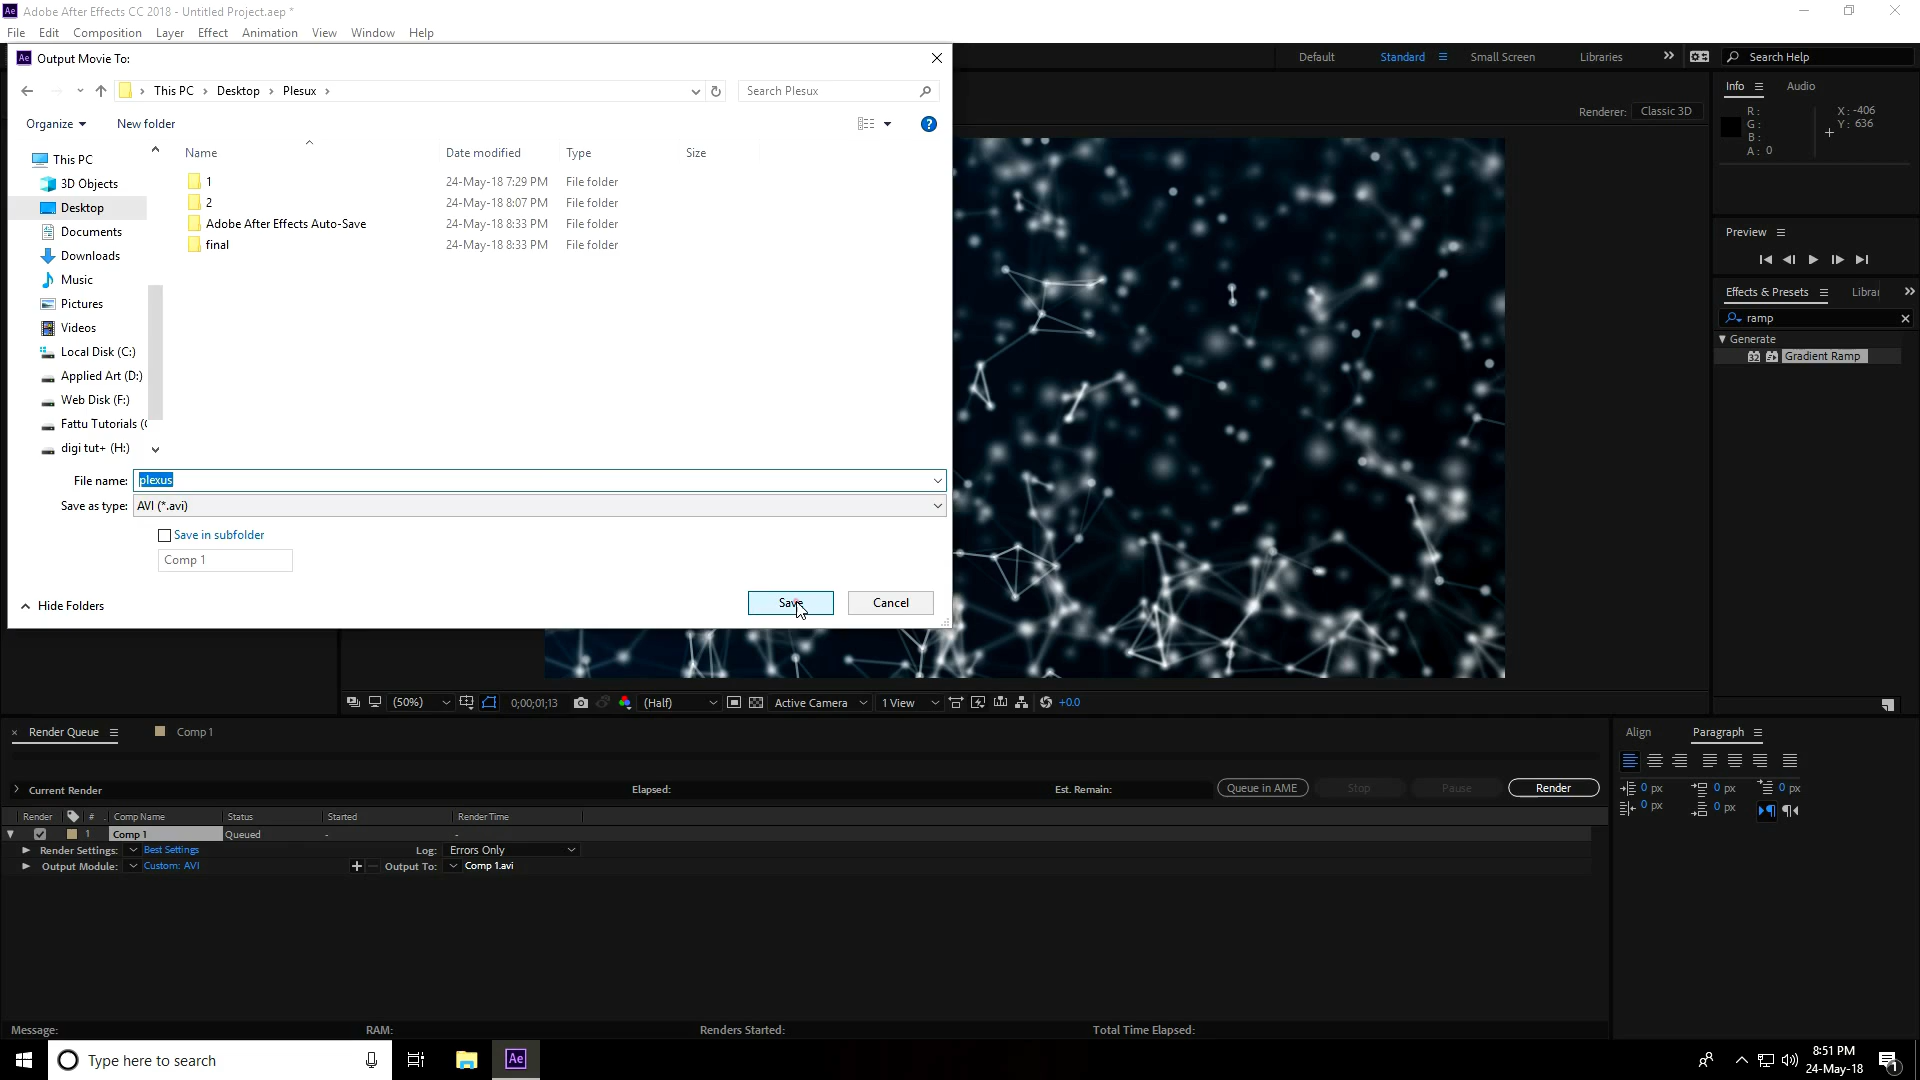 Ae Adobe After Effects CC 2018 - Untitled Project.aep *
File Edit Composition Layer Effect Animation View Window Help
Ae Output Movie To:
Default Standard Small Screen Libraries » Search Help
This PC › Desktop › Plesux ›
Search Plesux
Organize New folder
Name Date modified Type Size
This PC
3D Objects
Desktop
Documents
Downloads
Music
Pictures
Videos
Local Disk (C:)
Applied Art (D:)
Web Disk (F:)
Fattu Tutorials (
digi tut+ (H:)
1 24-May-18 7:29 PM File folder
2 24-May-18 8:07 PM File folder
Adobe After Effects Auto-Save 24-May-18 8:33 PM File folder
final 24-May-18 8:33 PM File folder
File name: plexus
Save as type: AVI (*.avi)
Save in subfolder
Comp 1
Hide Folders
Save Cancel
Renderer: Classic 3D
Info Audio
R: X: -406
G: Y: 636
B:
A: 0
Preview
Effects & Presets Librar »
ramp
Generate
32 Gradient Ramp
(50%) 0;00;01;13 (Half) Active Camera 1 View +0.0
Render Queue Comp 1
Current Render Elapsed: Est. Remain: Queue in AME Stop Pause Render
Render # Comp Name Status Started Render Time
1 Comp 1 Queued - -
Render Settings: Best Settings Log: Errors Only
Output Module: Custom: AVI Output To: Comp 1.avi
Message: RAM: Renders Started: Total Time Elapsed:
Align Paragraph
0 px 0 px 0 px
0 px 0 px
Type here to search
Ae
8:51 PM
24-May-18
1